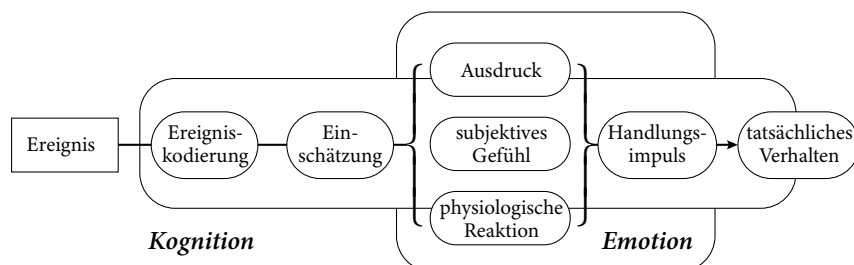 Ereignis
Ereignis-
kodierung
Ein-
schätzung
Ausdruck
subjektives
Gefühl
physiologische
Reaktion
Handlungs-
impuls
tatsächliches
Verhalten
Kognition
Emotion